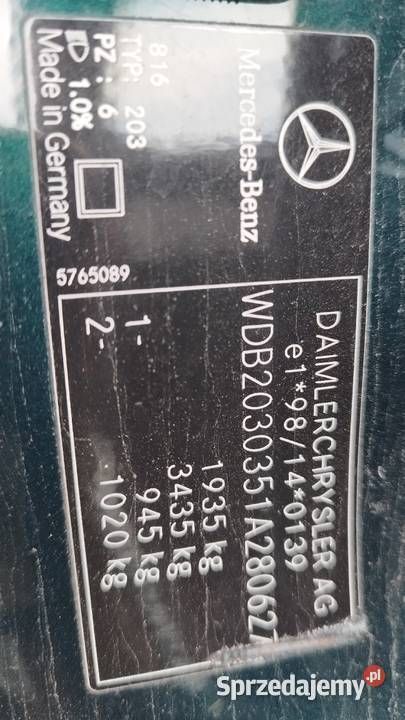 Mercedes-Benz
816
TYP: 203
PZ: 6
1.0%
Made in Germany
5765089
DAIMLERCHRYSLER AG
e1*98/14*0139
WDB2030351A280627
1935 kg
3435 kg
1- 945 kg
2- 1020 kg
Sprzedajemy.pl